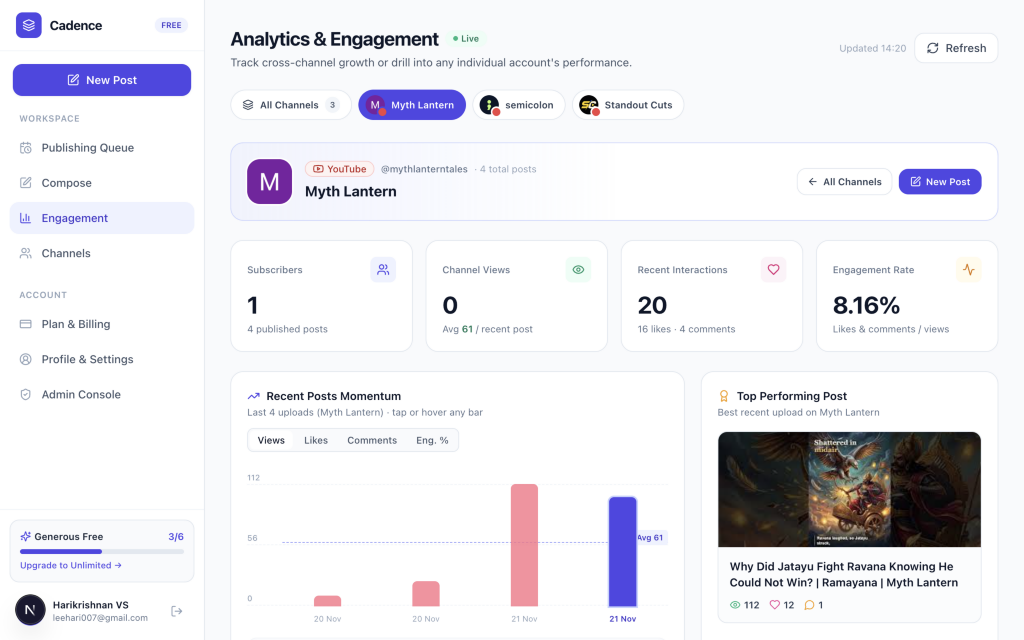 Cadence
FREE
New Post
WORKSPACE
Publishing Queue
Compose
Engagement
Channels
ACCOUNT
Plan & Billing
Profile & Settings
Admin Console
Generous Free 3/6
Upgrade to Unlimited →
N
Harikrishnan VS
leehari007@gmail.com
Analytics & Engagement
Live
Track cross-channel growth or drill into any individual account's performance.
Updated 14:20
Refresh
All Channels 3
M Myth Lantern
semicolon
SC Standout Cuts
M
YouTube @mythlanterntales · 4 total posts
Myth Lantern
← All Channels
New Post
Subscribers
1
4 published posts
Channel Views
0
Avg 61 / recent post
Recent Interactions
20
16 likes · 4 comments
Engagement Rate
8.16%
Likes & comments / views
Recent Posts Momentum
Last 4 uploads (Myth Lantern) · tap or hover any bar
Views Likes Comments Eng. %
112
56
0
Avg 61
20 Nov 20 Nov 21 Nov 21 Nov
Top Performing Post
Best recent upload on Myth Lantern
Shattered in
midair.
Ravana laughed, as Jatayu
struck,
Why Did Jatayu Fight Ravana Knowing He
Could Not Win? | Ramayana | Myth Lantern
112 12 1